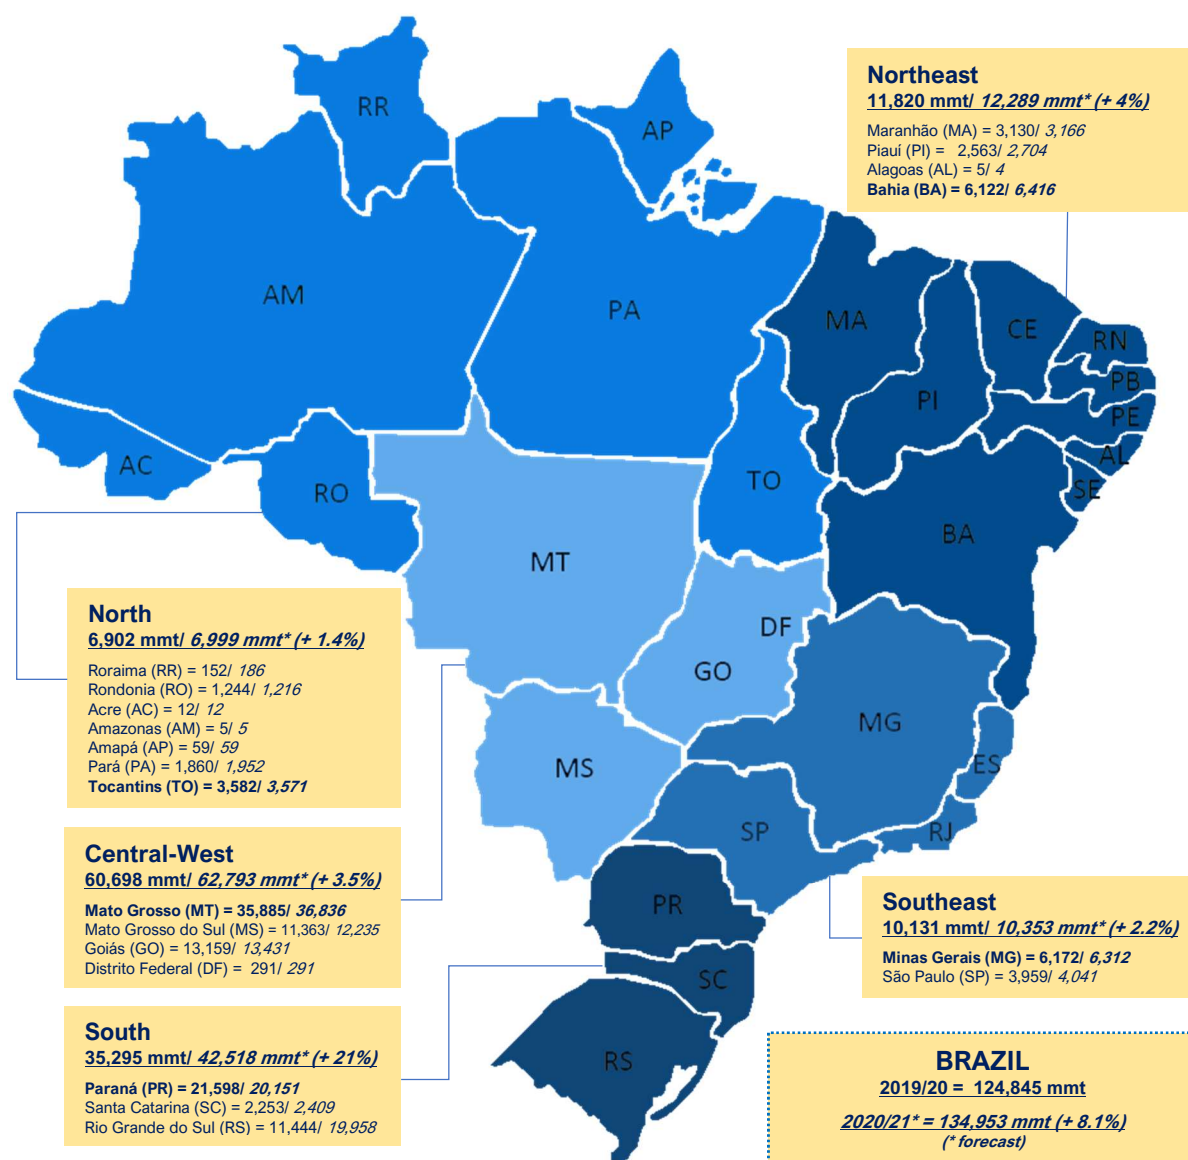 Northeast
11,820 mmt/ 12,289 mmt* (+ 4%)
Maranhão (MA) = 3,130/ 3,166
Piauí (PI) = 2,563/ 2,704
Alagoas (AL) = 5/ 4
Bahia (BA) = 6,122/ 6,416
RR
AP
AM
PA
MA
CE
RN
PB
PE
AL
SE
PI
AC
RO
TO
BA
MT
DF
GO
MG
ES
MS
SP
RJ
PR
SC
RS
North
6,902 mmt/ 6,999 mmt* (+ 1.4%)
Roraima (RR) = 152/ 186
Rondonia (RO) = 1,244/ 1,216
Acre (AC) = 12/ 12
Amazonas (AM) = 5/ 5
Amapá (AP) = 59/ 59
Pará (PA) = 1,860/ 1,952
Tocantins (TO) = 3,582/ 3,571
Central-West
60,698 mmt/ 62,793 mmt* (+ 3.5%)
Mato Grosso (MT) = 35,885/ 36,836
Mato Grosso do Sul (MS) = 11,363/ 12,235
Goiás (GO) = 13,159/ 13,431
Distrito Federal (DF) = 291/ 291
South
35,295 mmt/ 42,518 mmt* (+ 21%)
Paraná (PR) = 21,598/ 20,151
Santa Catarina (SC) = 2,253/ 2,409
Rio Grande do Sul (RS) = 11,444/ 19,958
Southeast
10,131 mmt/ 10,353 mmt* (+ 2.2%)
Minas Gerais (MG) = 6,172/ 6,312
São Paulo (SP) = 3,959/ 4,041
BRAZIL
2019/20 = 124,845 mmt
2020/21* = 134,953 mmt (+ 8.1%)
(* forecast)